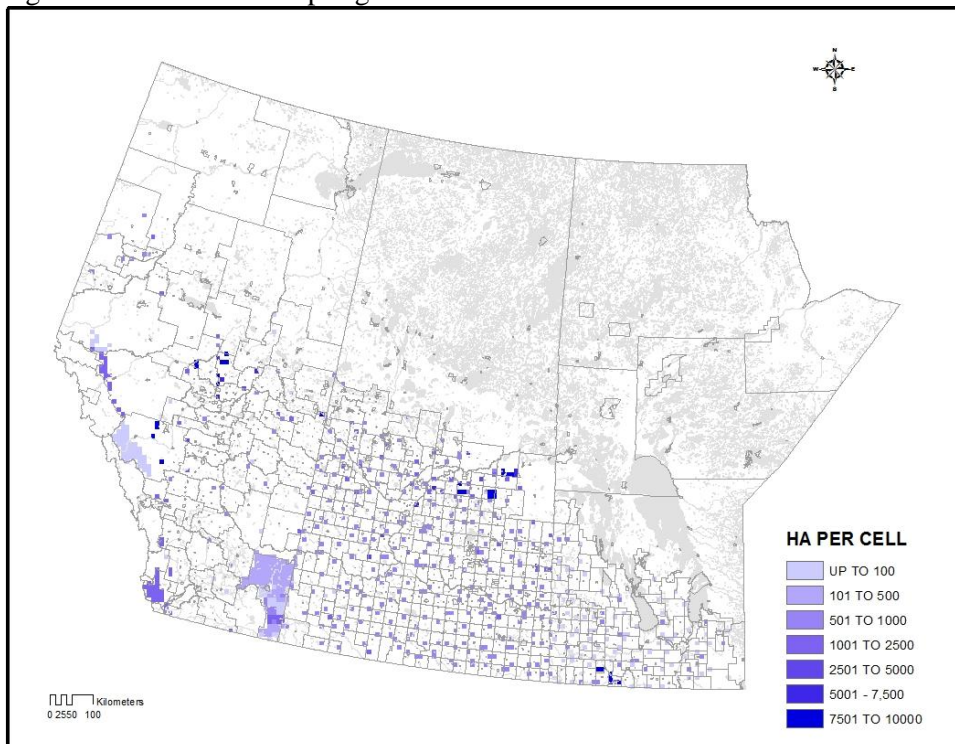 N
W E
S
HA PER CELL
UP TO 100
101 TO 500
501 TO 1000
1001 TO 2500
2501 TO 5000
5001 - 7,500
7501 TO 10000
Kilometers
0 2550 100